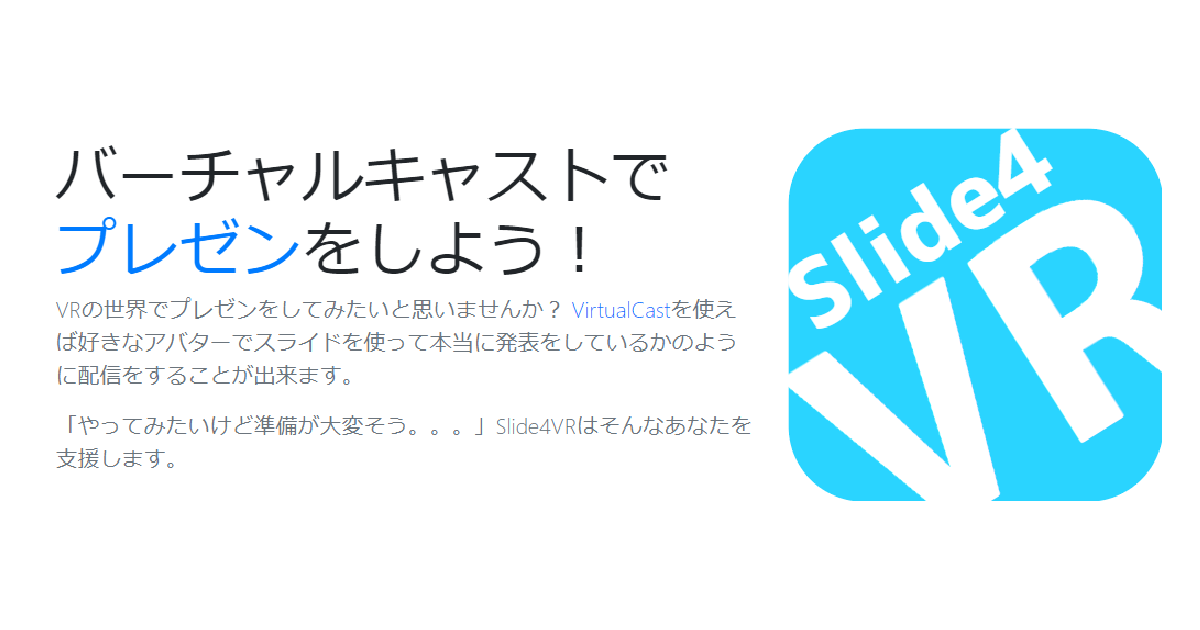 バーチャルキャストで
プレゼンをしよう！
VRの世界でプレゼンをしてみたいと思いませんか？ VirtualCastを使え
ば好きなアバターでスライドを使って本当に発表をしているかのよう
に配信をすることが出来ます。
「やってみたいけど準備が大変そう。。。」Slide4VRはそんなあなたを
支援します。
Slide4
VR